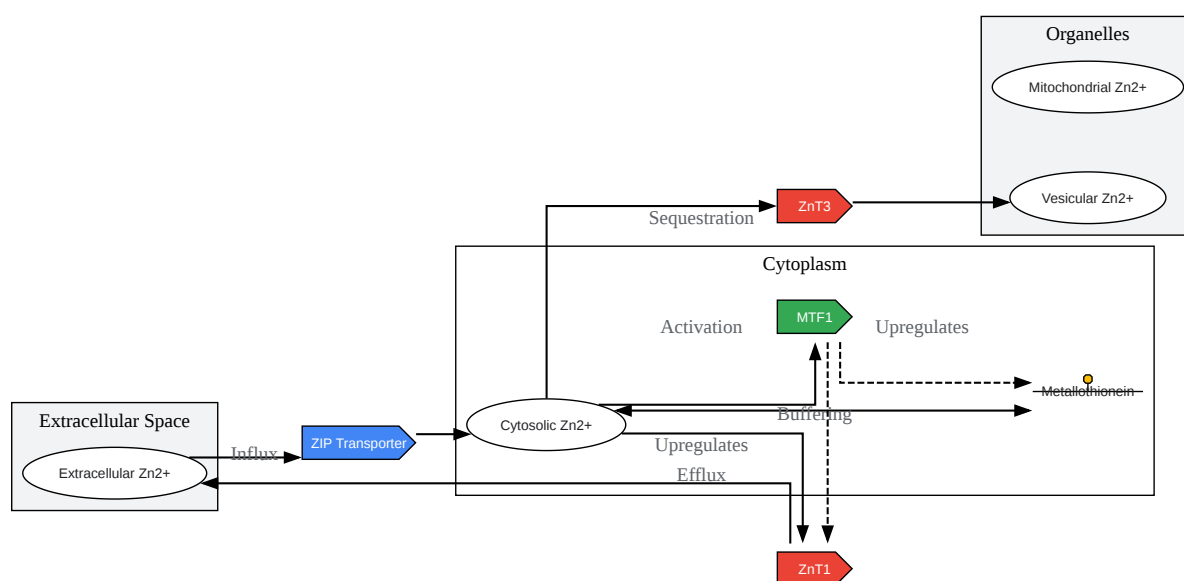 Organelles
Mitochondrial Zn2+
Vesicular Zn2+
ZnT3
Sequestration
Cytoplasm
MTF1
Activation
Upregulates
Metallothionein
Buffering
Cytosolic Zn2+
Upregulates
Extracellular Space
ZIP Transporter
Influx
Extracellular Zn2+
Efflux
ZnT1